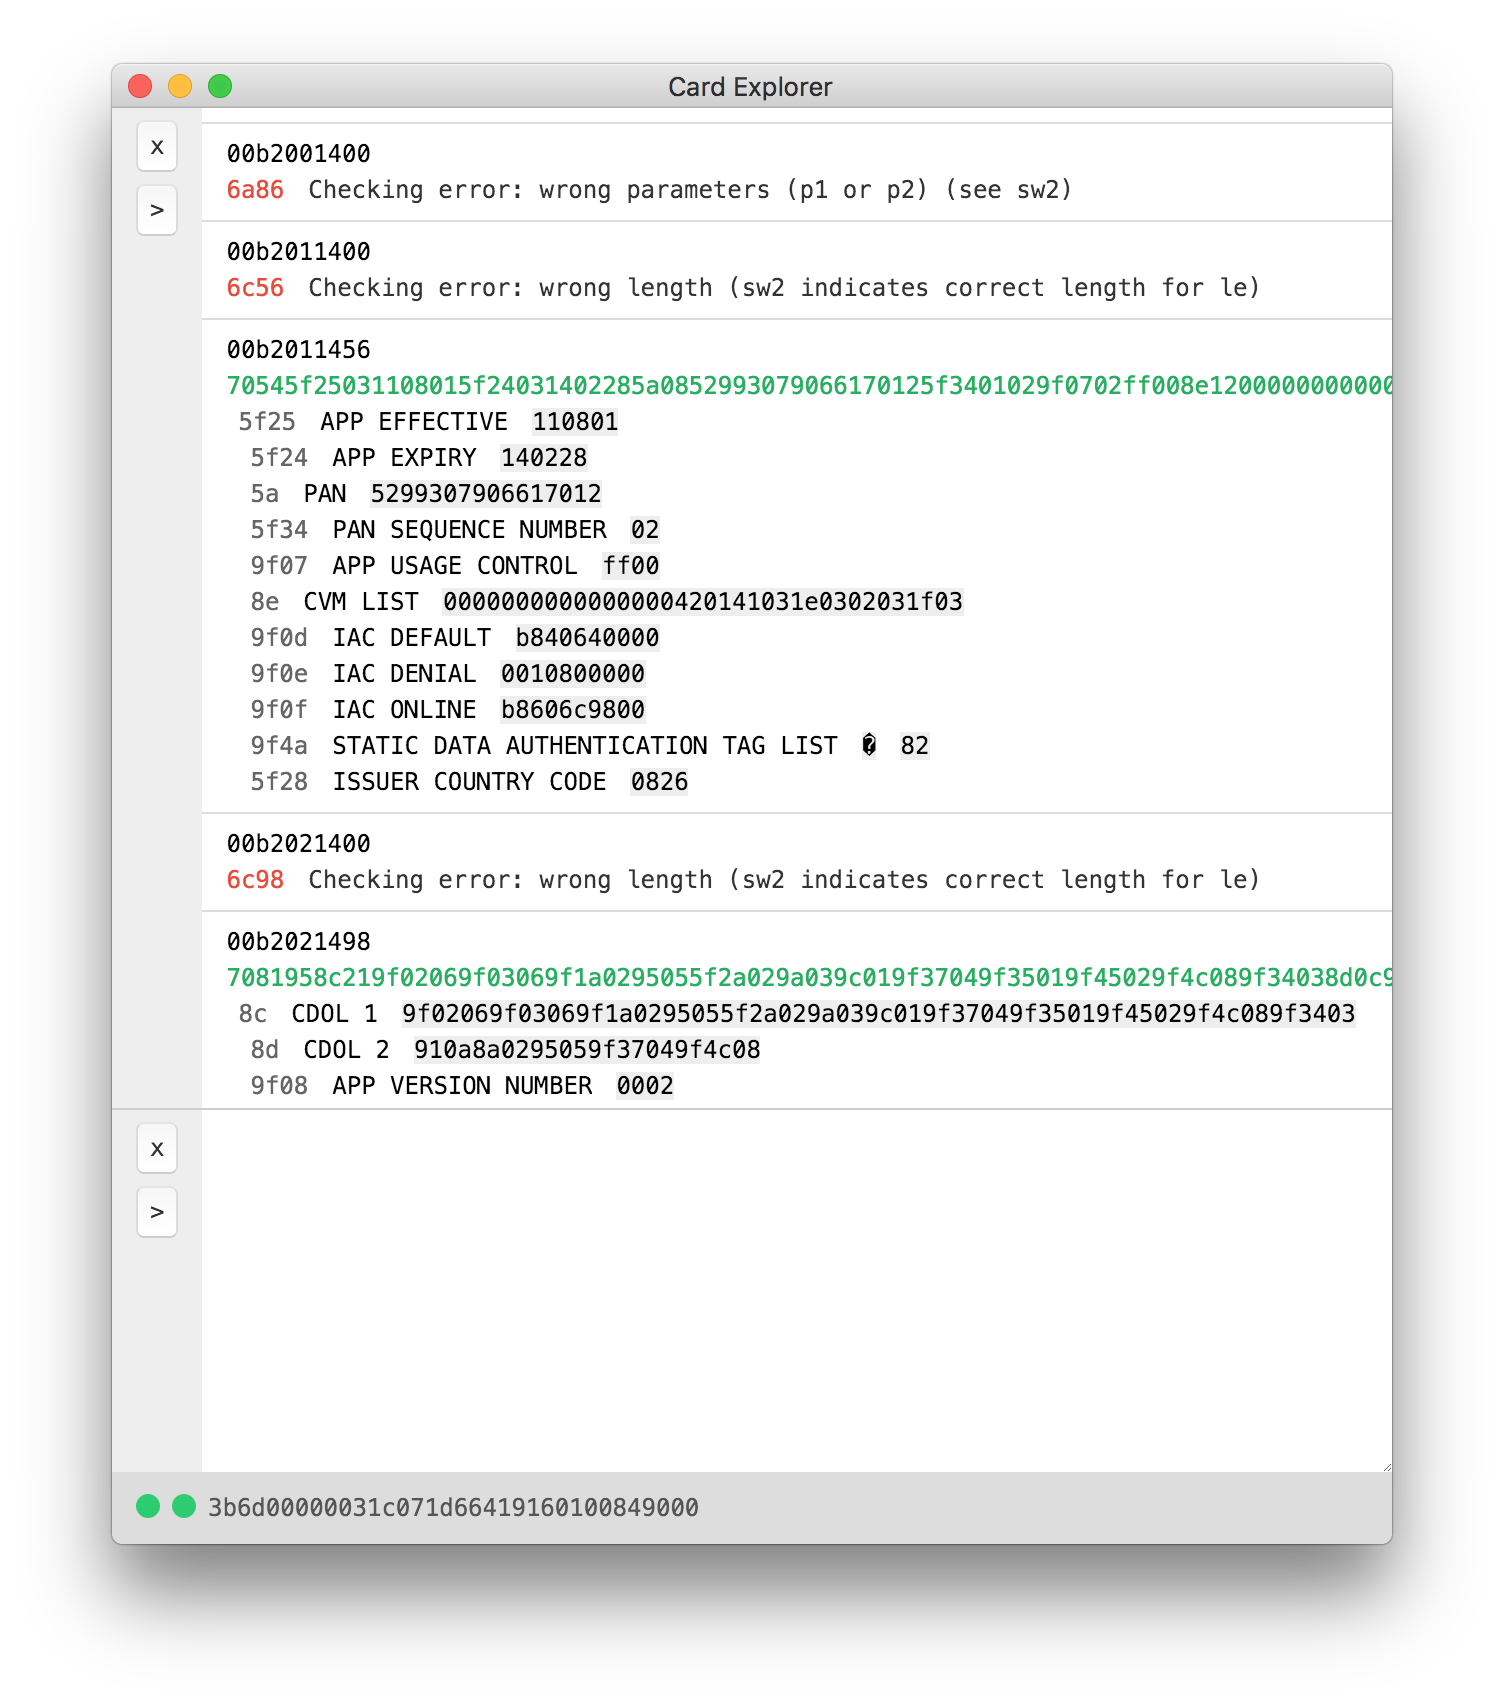 Card Explorer
x
>
00b2001400
6a86 Checking error: wrong parameters (p1 or p2) (see sw2)
00b2011400
6c56 Checking error: wrong length (sw2 indicates correct length for le)
00b2011456
70545f25031108015f24031402285a0852993079066170125f3401029f0702ff008e1200000000000000
5f25 APP EFFECTIVE 110801
5f24 APP EXPIRY 140228
5a PAN 5299307906617012
5f34 PAN SEQUENCE NUMBER 02
9f07 APP USAGE CONTROL ff00
8e CVM LIST 0000000000000000420141031e0302031f03
9f0d IAC DEFAULT b840640000
9f0e IAC DENIAL 0010800000
9f0f IAC ONLINE b8606c9800
9f4a STATIC DATA AUTHENTICATION TAG LIST � 82
5f28 ISSUER COUNTRY CODE 0826
00b2021400
6c98 Checking error: wrong length (sw2 indicates correct length for le)
00b2021498
7081958c219f02069f03069f1a0295055f2a029a039c019f37049f35019f45029f4c089f34038d0c9
8c CDOL 1 9f02069f03069f1a0295055f2a029a039c019f37049f35019f45029f4c089f3403
8d CDOL 2 910a8a0295059f37049f4c08
9f08 APP VERSION NUMBER 0002
x
>
3b6d00000031c071d66419160100849000